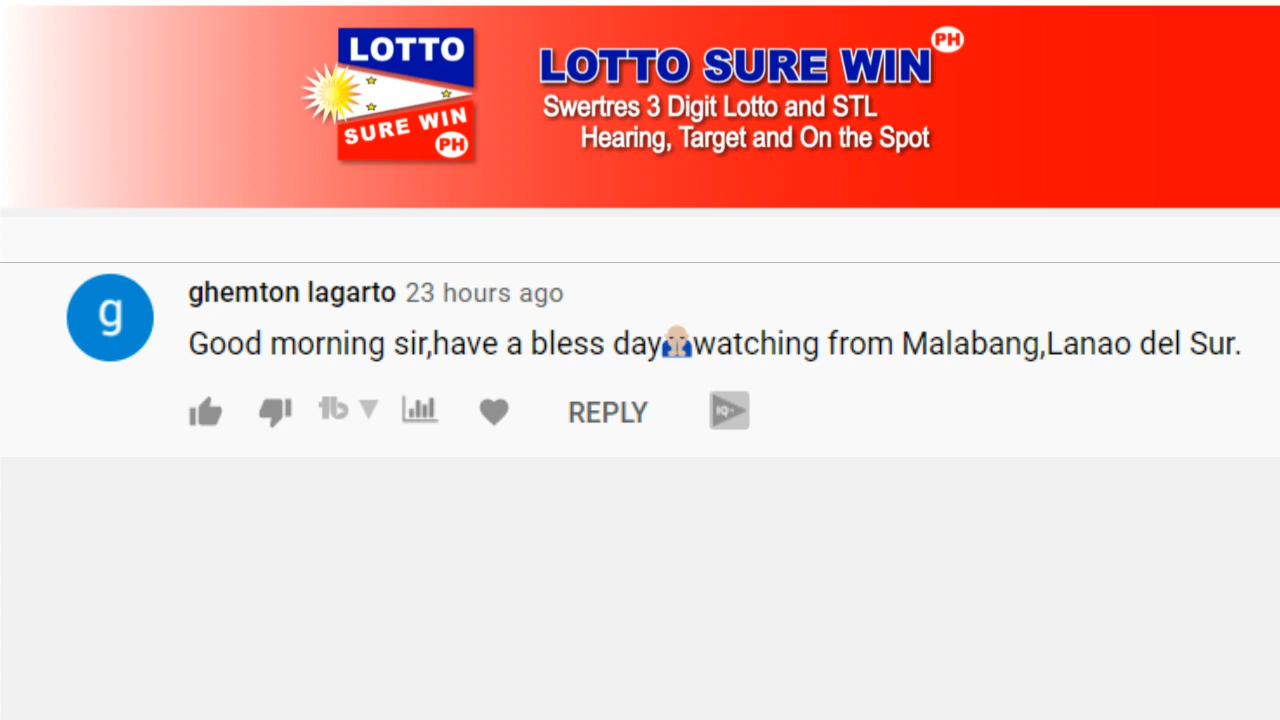 LOTTO
SURE WIN
PH
LOTTO SURE WIN PH
Swertres 3 Digit Lotto and STL
Hearing, Target and On the Spot
g
ghemton lagarto 23 hours ago
Good morning sir,have a bless day🙏🏼watching from Malabang,Lanao del Sur.
tb
REPLY
IQ